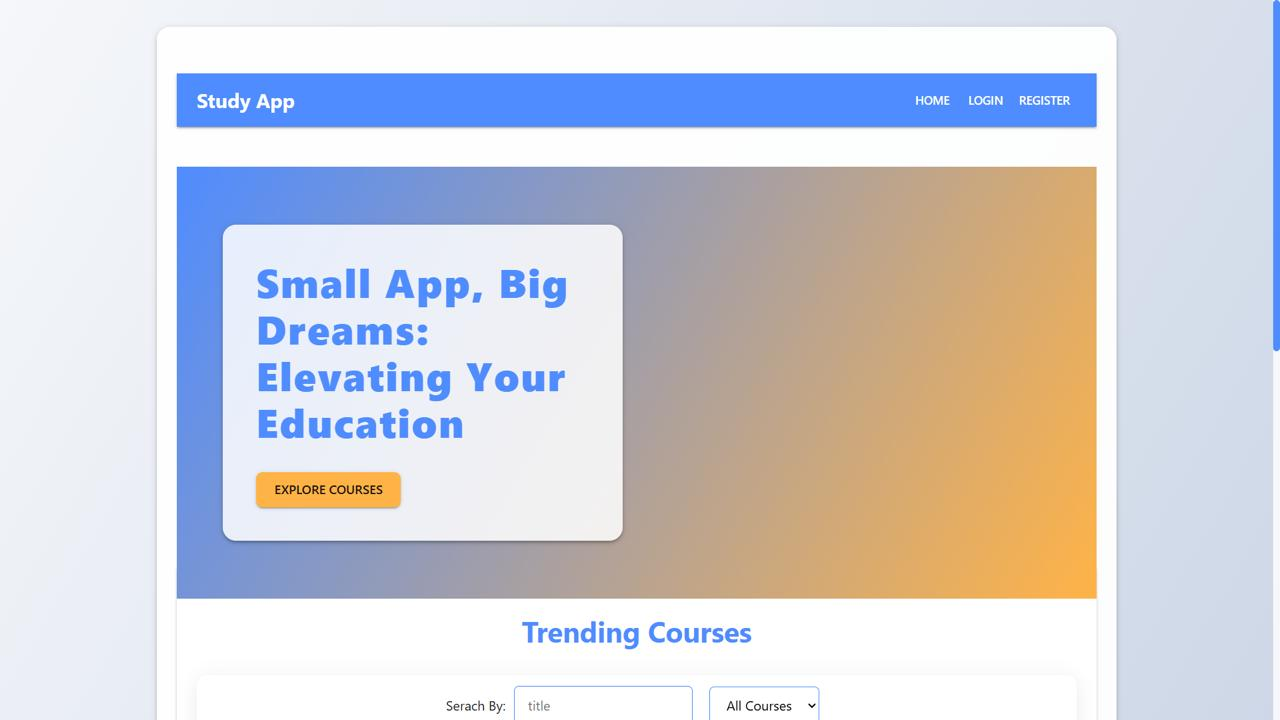 Study App
HOME LOGIN REGISTER
Small App, Big
Dreams:
Elevating Your
Education
EXPLORE COURSES
Trending Courses
Serach By: title All Courses